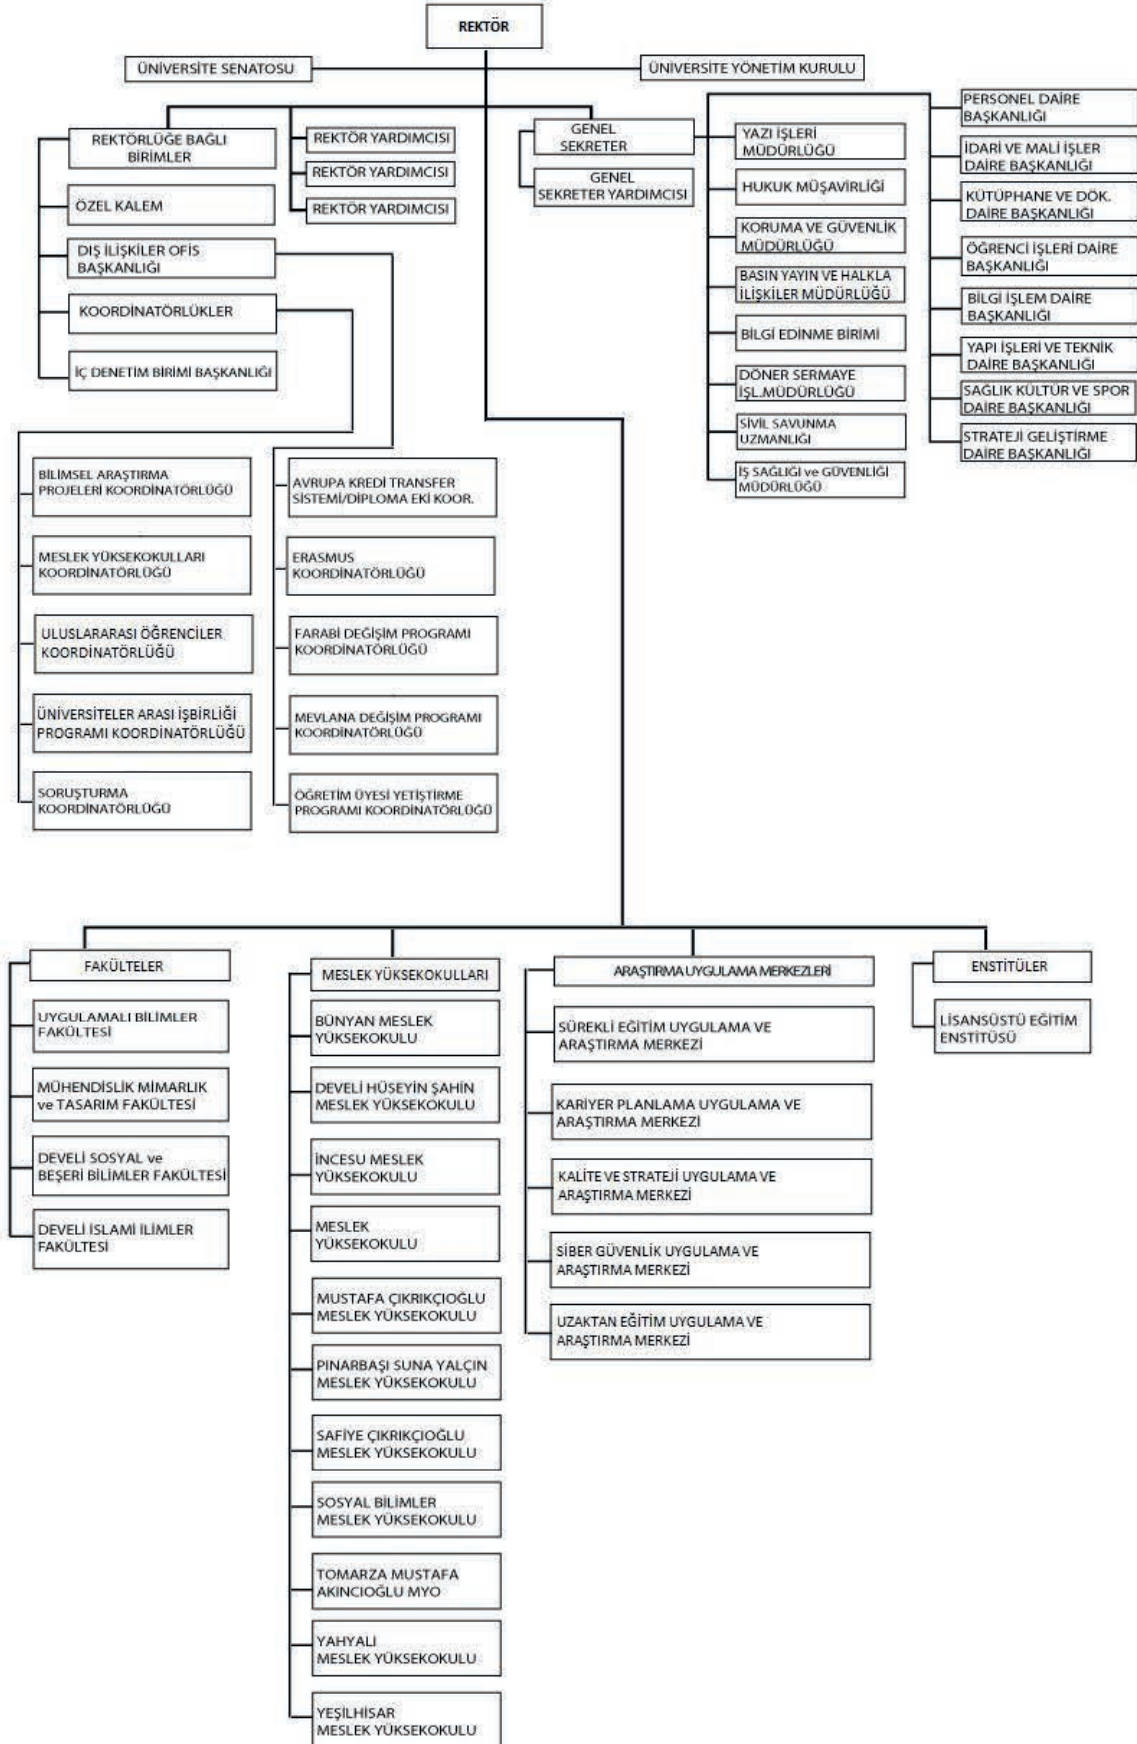 REKTÖR
ÜNİVERSİTE SENATOSU
ÜNİVERSİTE YÖNETİM KURULU
REKTÖRLÜĞE BAĞLI
BİRİMLER
ÖZEL KALEM
DIŞ İLİŞKİLER OFİS
BAŞKANLIĞI
KOORDİNATÖRLÜKLER
İÇ DENETİM BİRİMİ BAŞKANLIĞI
REKTÖR YARDIMCISI
REKTÖR YARDIMCISI
REKTÖR YARDIMCISI
GENEL
SEKRETER
GENEL
SEKRETER YARDIMCISI
YAZI İŞLERİ
MÜDÜRLÜĞÜ
HUKUK MÜŞAVİRLİĞİ
KORUMA VE GÜVENLİK
MÜDÜRLÜĞÜ
BASIN YAYIN VE HALKLA
İLİŞKİLER MÜDÜRLÜĞÜ
BİLGİ EDİNME BİRİMİ
DÖNER SERMAYE
İŞL.MÜDÜRLÜĞÜ
SİVİL SAVUNMA
UZMANLIĞI
İŞ SAĞLIĞI ve GÜVENLİĞİ
MÜDÜRLÜĞÜ
PERSONEL DAİRE
BAŞKANLIĞI
İDARİ VE MALİ İŞLER
DAİRE BAŞKANLIĞI
KÜTÜPHANE VE DÖK.
DAİRE BAŞKANLIĞI
ÖĞRENCİ İŞLERİ DAİRE
BAŞKANLIĞI
BİLGİ İŞLEM DAİRE
BAŞKANLIĞI
YAPI İŞLERİ VE TEKNİK
DAİRE BAŞKANLIĞI
SAĞLIK KÜLTÜR VE SPOR
DAİRE BAŞKANLIĞI
STRATEJİ GELİŞTİRME
DAİRE BAŞKANLIĞI
BİLİMSEL ARAŞTIRMA
PROJELERİ KOORDİNATÖRLÜĞÜ
MESLEK YÜKSEKOKULLARI
KOORDİNATÖRLÜĞÜ
ULUSLARARASI ÖĞRENCİLER
KOORDİNATÖRLÜĞÜ
ÜNİVERSİTELER ARASI İŞBİRLİĞİ
PROGRAMI KOORDİNATÖRLÜĞÜ
SORUŞTURMA
KOORDİNATÖRLÜĞÜ
AVRUPA KREDİ TRANSFER
SİSTEMİ/DİPLOMA EKİ KOOR.
ERASMUS
KOORDİNATÖRLÜĞÜ
FARABİ DEĞİŞİM PROGRAMI
KOORDİNATÖRLÜĞÜ
MEVLANA DEĞİŞİM PROGRAMI
KOORDİNATÖRLÜĞÜ
ÖĞRETİM ÜYESİ YETİŞTİRME
PROGRAMI KOORDİNATÖRLÜĞÜ
FAKÜLTELER
UYGULAMALI BİLİMLER
FAKÜLTESİ
MÜHENDİSLİK MİMARLIK
ve TASARIM FAKÜLTESİ
DEVELİ SOSYAL ve
BEŞERİ BİLİMLER FAKÜLTESİ
DEVELİ İSLAMİ İLİMLER
FAKÜLTESİ
MESLEK YÜKSEKOKULLARI
BÜNYAN MESLEK
YÜKSEKOKULU
DEVELİ HÜSEYİN ŞAHİN
MESLEK YÜKSEKOKULU
İNCESU MESLEK
YÜKSEKOKULU
MESLEK
YÜKSEKOKULU
MUSTAFA ÇIKRIKÇIOĞLU
MESLEK YÜKSEKOKULU
PINARBAŞI SUNA YALÇIN
MESLEK YÜKSEKOKULU
SAFİYE ÇIKRIKÇIOĞLU
MESLEK YÜKSEKOKULU
SOSYAL BİLİMLER
MESLEK YÜKSEKOKULU
TOMARZA MUSTAFA
AKINCIOĞLU MYO
YAHYALI
MESLEK YÜKSEKOKULU
YEŞİLHİSAR
MESLEK YÜKSEKOKULU
ARAŞTIRMA UYGULAMA MERKEZLERİ
SÜREKLİ EĞİTİM UYGULAMA VE
ARAŞTIRMA MERKEZİ
KARİYER PLANLAMA UYGULAMA VE
ARAŞTIRMA MERKEZİ
KALİTE VE STRATEJİ UYGULAMA VE
ARAŞTIRMA MERKEZİ
SİBER GÜVENLİK UYGULAMA VE
ARAŞTIRMA MERKEZİ
UZAKTAN EĞİTİM UYGULAMA VE
ARAŞTIRMA MERKEZİ
ENSTİTÜLER
LİSANSÜSTÜ EĞİTİM
ENSTİTÜSÜ